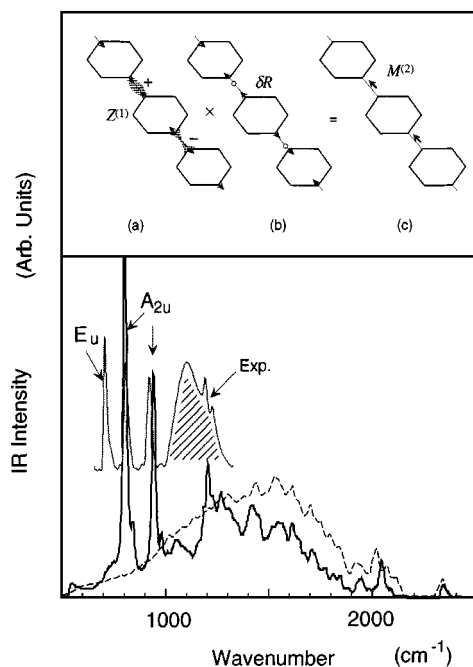 +
Z(1)
−
×
δR
=
M(2)
(a)
(b)
(c)
IR Intensity (Arb. Units)
Eu
A2u
Exp.
1000
2000
Wavenumber (cm-1)